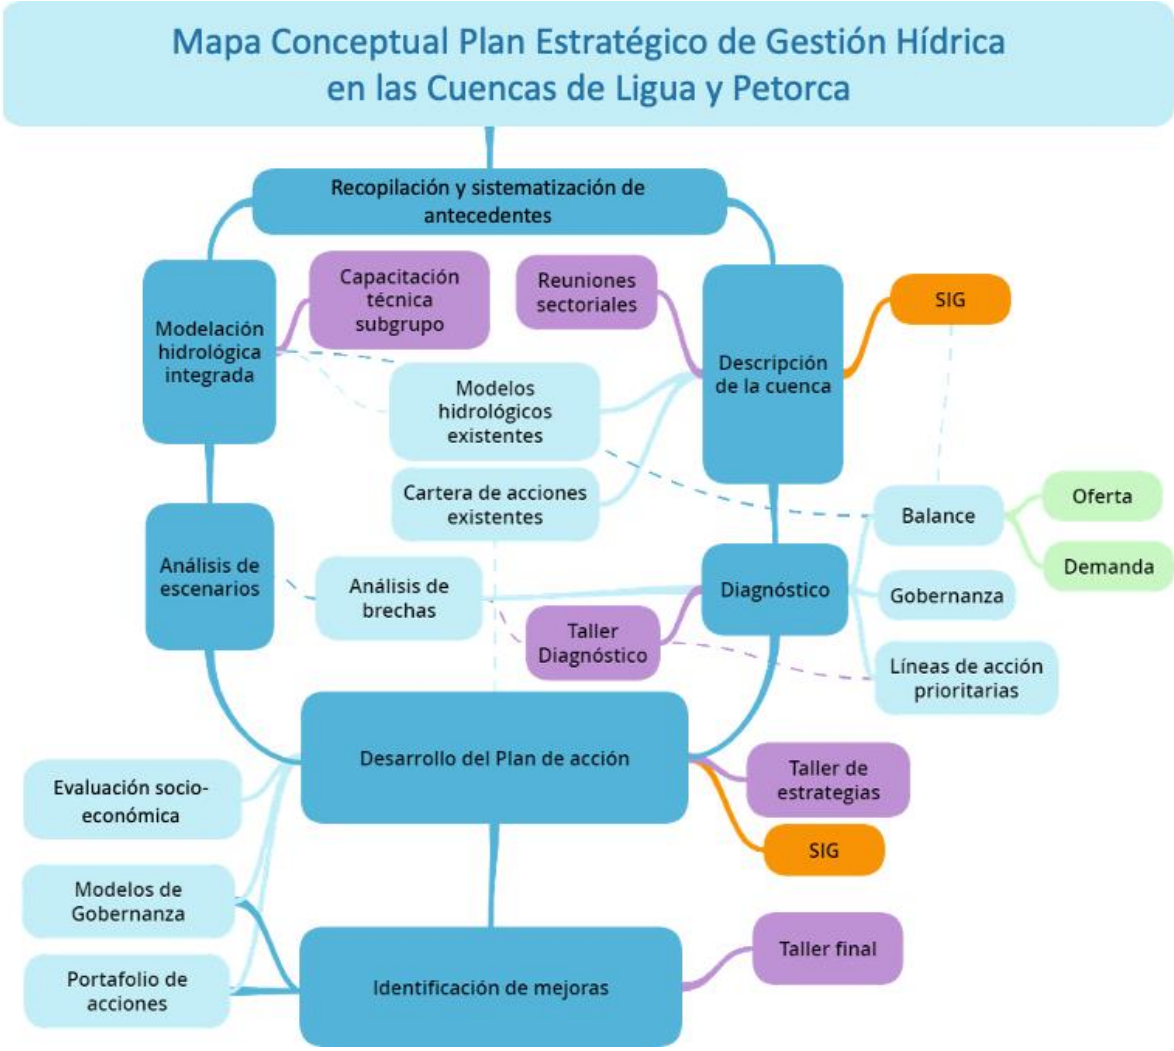 Mapa Conceptual Plan Estratégico de Gestión Hídrica
en las Cuencas de Ligua y Petorca
Recopilación y sistematización de
antecedentes
Modelación
hidrológica
integrada
Capacitación
técnica
subgrupo
Reuniones
sectoriales
Descripción
de la cuenca
SIG
Modelos
hidrológicos
existentes
Cartera de acciones
existentes
Balance
Oferta
Demanda
Análisis de
escenarios
Análisis de
brechas
Taller
Diagnóstico
Diagnóstico
Gobernanza
Líneas de acción
prioritarias
Desarrollo del Plan de acción
Taller de
estrategias
SIG
Evaluación socio-
económica
Modelos de
Gobernanza
Portafolio de
acciones
Identificación de mejoras
Taller final